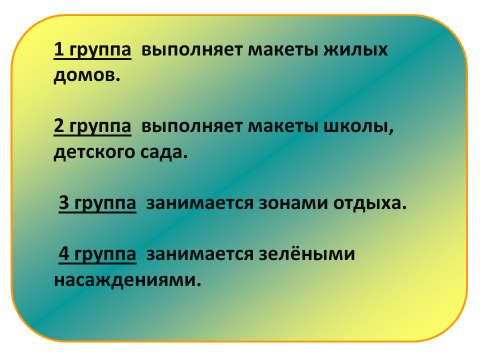 1 группа выполняет макеты жилых
домов.
2 группа выполняет макеты школы,
детского сада.
3 группа занимается зонами отдыха.
4 группа занимается зелёными
насаждениями.